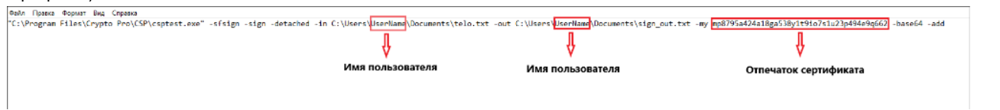 Файл Правка Формат Вид Справка
"C:\Program Files\Crypto Pro\CSP\csptest.exe" -sfsign -sign -detached -in C:\Users\UserName\Documents\telo.txt -out C:\Users\UserName\Documents\sign_out.txt -my mp8795a424a18ga538y1t9io7s1u23p494e9q662 -base64 -add
Имя пользователя Имя пользователя Отпечаток сертификата